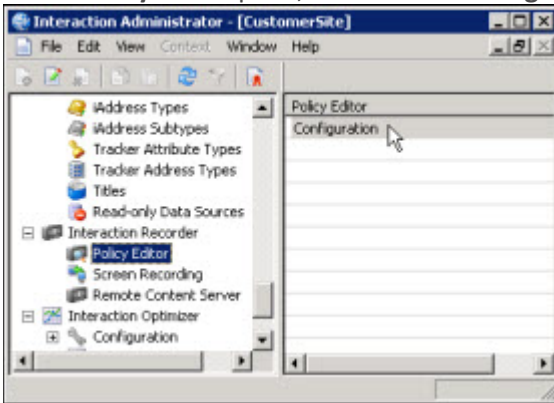 Interaction Administrator - [CustomerSite]
File Edit View Context Window Help
iAddress Types
iAddress Subtypes
Tracker Attribute Types
Tracker Address Types
Titles
Read-only Data Sources
Interaction Recorder
Policy Editor
Screen Recording
Remote Content Server
Interaction Optimizer
Configuration
Policy Editor
Configuration